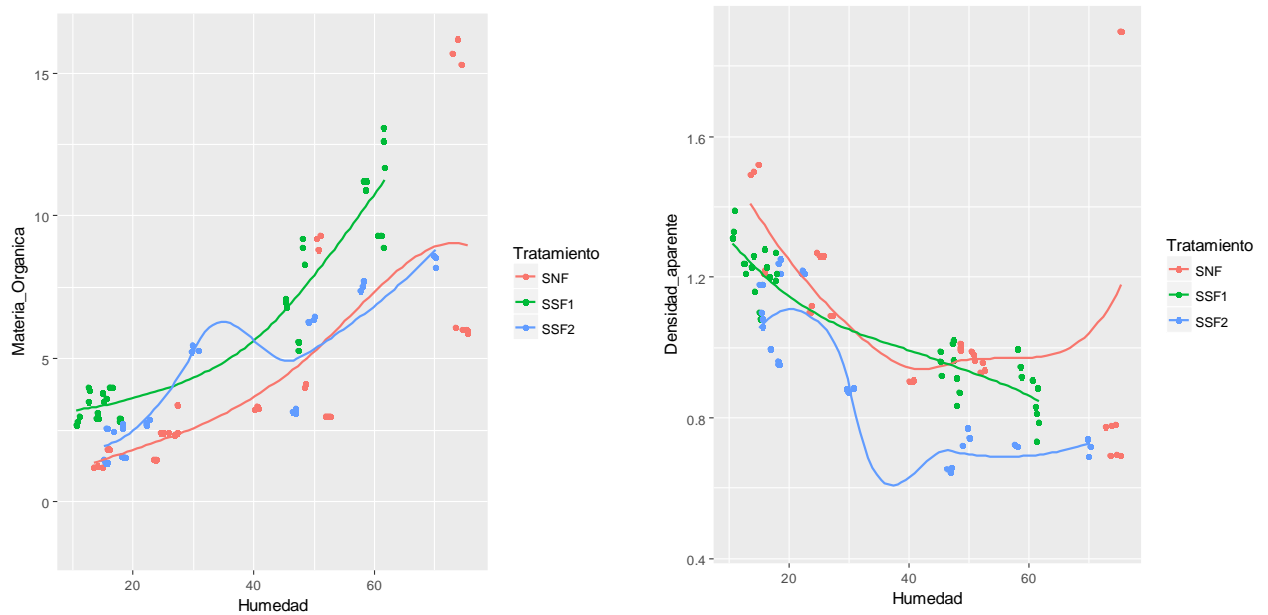 15
10
5
0
20
40
60
Humedad
Materia_Organica
Tratamiento
SNF
SSF1
SSF2
1.6
1.2
0.8
0.4
20
40
60
Humedad
Densidad_aparente
Tratamiento
SNF
SSF1
SSF2